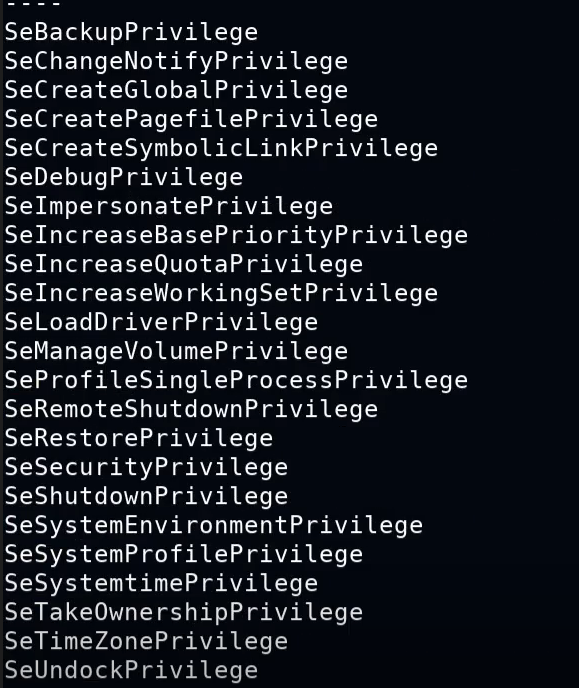 ----
SeBackupPrivilege
SeChangeNotifyPrivilege
SeCreateGlobalPrivilege
SeCreatePagefilePrivilege
SeCreateSymbolicLinkPrivilege
SeDebugPrivilege
SeImpersonatePrivilege
SeIncreaseBasePriorityPrivilege
SeIncreaseQuotaPrivilege
SeIncreaseWorkingSetPrivilege
SeLoadDriverPrivilege
SeManageVolumePrivilege
SeProfileSingleProcessPrivilege
SeRemoteShutdownPrivilege
SeRestorePrivilege
SeSecurityPrivilege
SeShutdownPrivilege
SeSystemEnvironmentPrivilege
SeSystemProfilePrivilege
SeSystemtimePrivilege
SeTakeOwnershipPrivilege
SeTimeZonePrivilege
SeUndockPrivilege